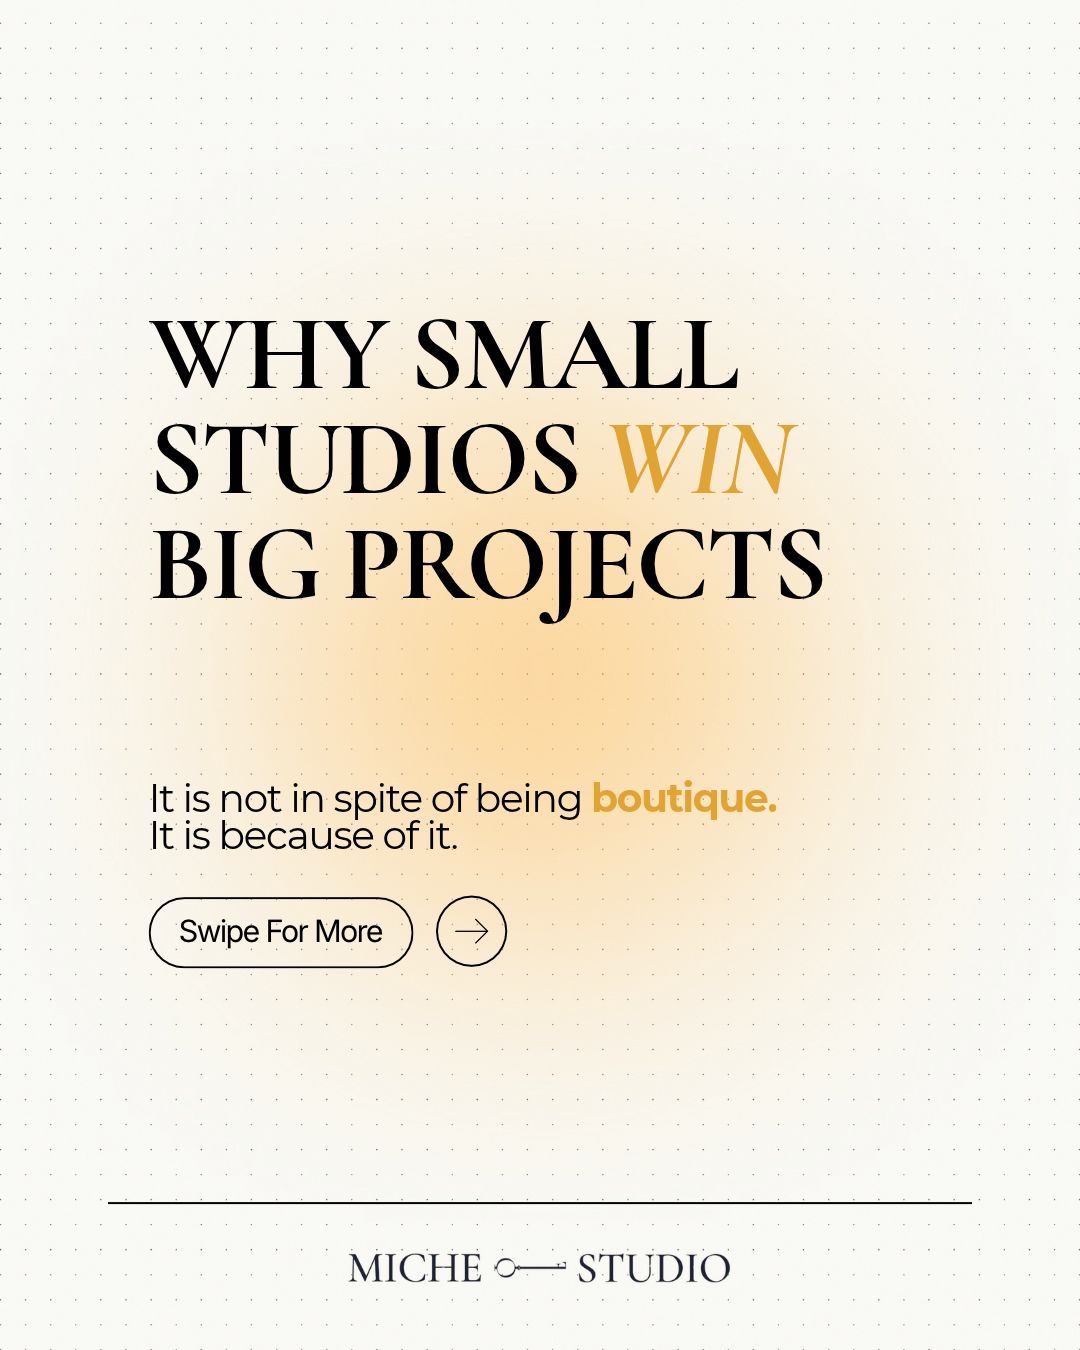 WHY SMALL
STUDIOS WIN
BIG PROJECTS
It is not in spite of being boutique.
It is because of it.
Swipe For More
MICHE STUDIO